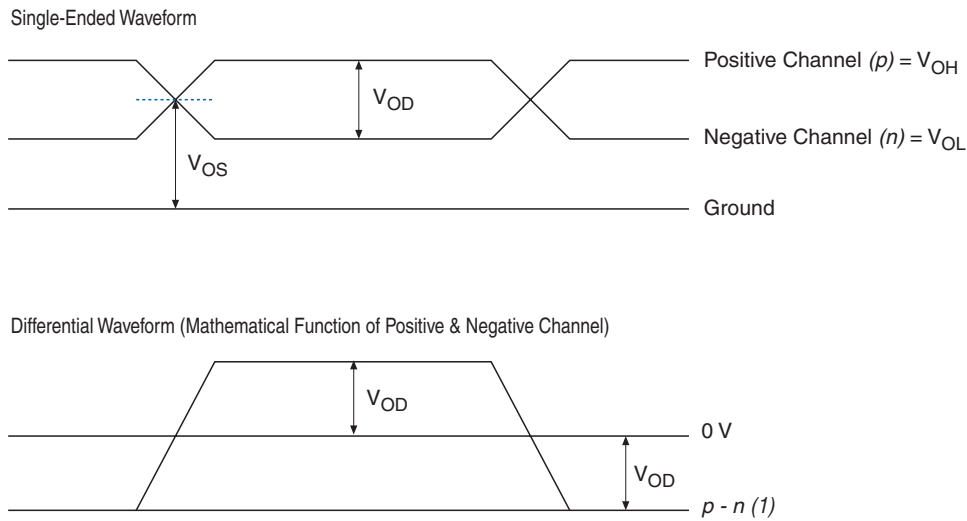 Single-Ended Waveform
Positive Channel (p) = VOH
VOD
Negative Channel (n) = VOL
VOS
Ground
Differential Waveform (Mathematical Function of Positive & Negative Channel)
VOD
0 V
VOD
p - n (1)